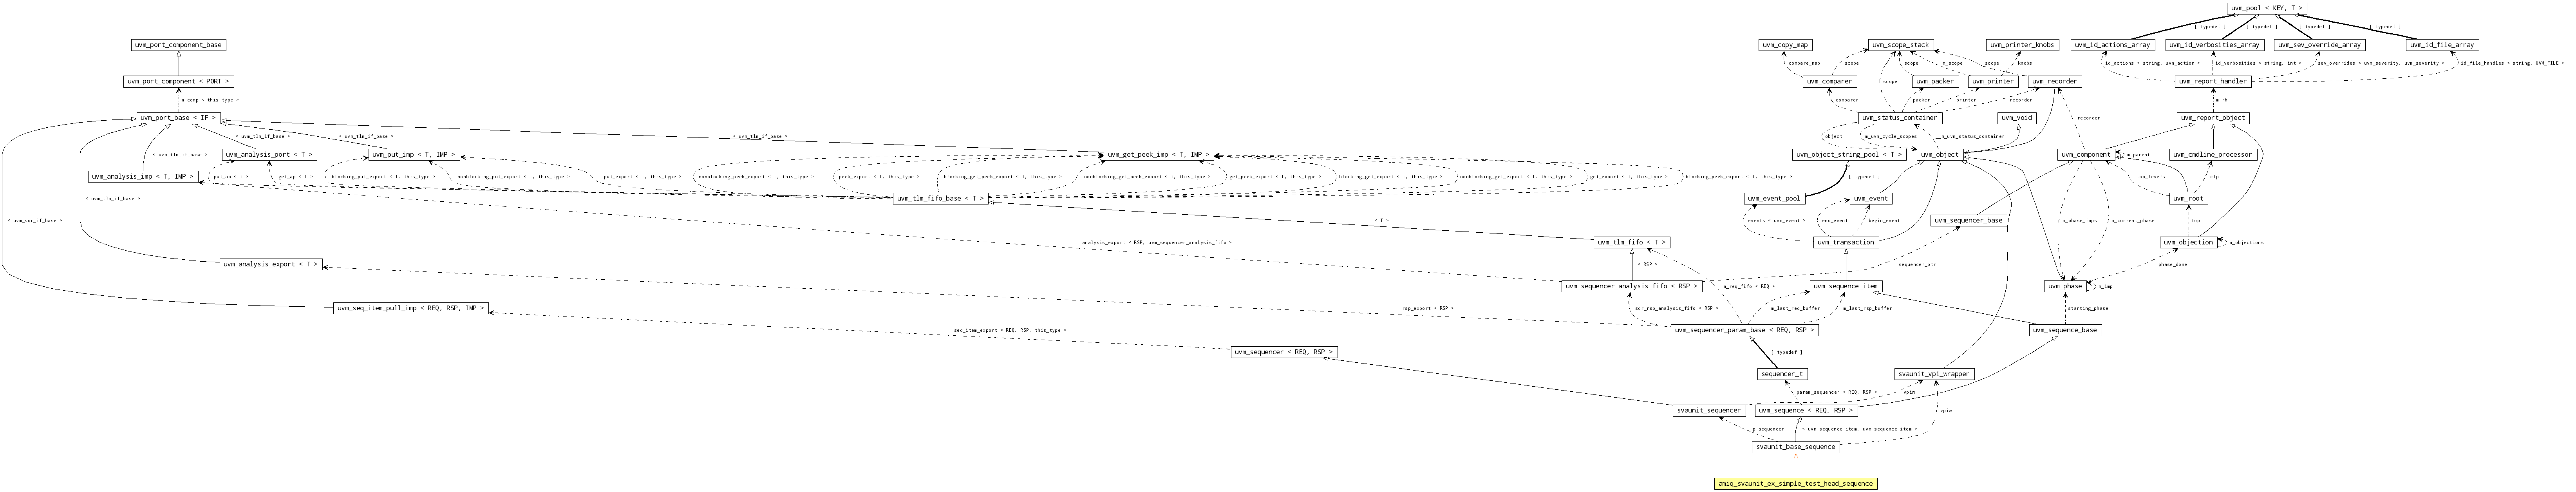 uvm_pool < KEY, T >
[ typedef ] [ typedef ] [ typedef ] [ typedef ]
uvm_port_component_base uvm_copy_map uvm_scope_stack uvm_printer_knobs uvm_id_actions_array uvm_id_verbosities_array uvm_sev_override_array uvm_id_file_array
compare_map scope scope m_scope knobs scope id_actions < string, uvm_action > id_verbosities < string, int > sev_overrides < uvm_severity, uvm_severity > id_file_handles < string, UVM_FILE >
uvm_port_component < PORT > uvm_comparer scope uvm_packer uvm_printer uvm_recorder uvm_report_handler
m_comp < this_type > comparer packer printer recorder m_rh
uvm_port_base < IF > uvm_status_container uvm_void recorder uvm_report_object
< uvm_tlm_if_base > < uvm_tlm_if_base > < uvm_tlm_if_base > object m_uvm_cycle_scopes _m_uvm_status_container
< uvm_tlm_if_base > uvm_analysis_port < T > uvm_put_imp < T, IMP > uvm_get_peek_imp < T, IMP > uvm_object_string_pool < T > uvm_object uvm_component m_parent uvm_cmdline_processor
uvm_analysis_imp < T, IMP > put_ap < T > get_ap < T > blocking_put_export < T, this_type > nonblocking_put_export < T, this_type > put_export < T, this_type > nonblocking_peek_export < T, this_type > peek_export < T, this_type > blocking_get_peek_export < T, this_type > nonblocking_get_peek_export < T, this_type > get_peek_export < T, this_type > blocking_get_export < T, this_type > nonblocking_get_export < T, this_type > get_export < T, this_type > blocking_peek_export < T, this_type > [ typedef ] top_levels clp
< uvm_tlm_if_base > uvm_tlm_fifo_base < T > uvm_event_pool uvm_event uvm_root
< uvm_sqr_if_base > < T > events < uvm_event > end_event begin_event uvm_sequencer_base m_phase_imps m_current_phase top
analysis_export < RSP, uvm_sequencer_analysis_fifo > uvm_tlm_fifo < T > uvm_transaction uvm_objection m_objections
uvm_analysis_export < T > < RSP > sequencer_ptr phase_done
uvm_sequencer_analysis_fifo < RSP > m_req_fifo < REQ > uvm_sequence_item uvm_phase m_imp
uvm_seq_item_pull_imp < REQ, RSP, IMP > rsp_export < RSP > sqr_rsp_analysis_fifo < RSP > m_last_req_buffer m_last_rsp_buffer starting_phase
seq_item_export < REQ, RSP, this_type > uvm_sequencer_param_base < REQ, RSP > uvm_sequence_base
uvm_sequencer < REQ, RSP > [ typedef ]
sequencer_t svaunit_vpi_wrapper
param_sequencer < REQ, RSP > vpiw
svaunit_sequencer uvm_sequence < REQ, RSP > vpiw
p_sequencer < uvm_sequence_item, uvm_sequence_item >
svaunit_base_sequence
amiq_svaunit_ex_simple_test_head_sequence